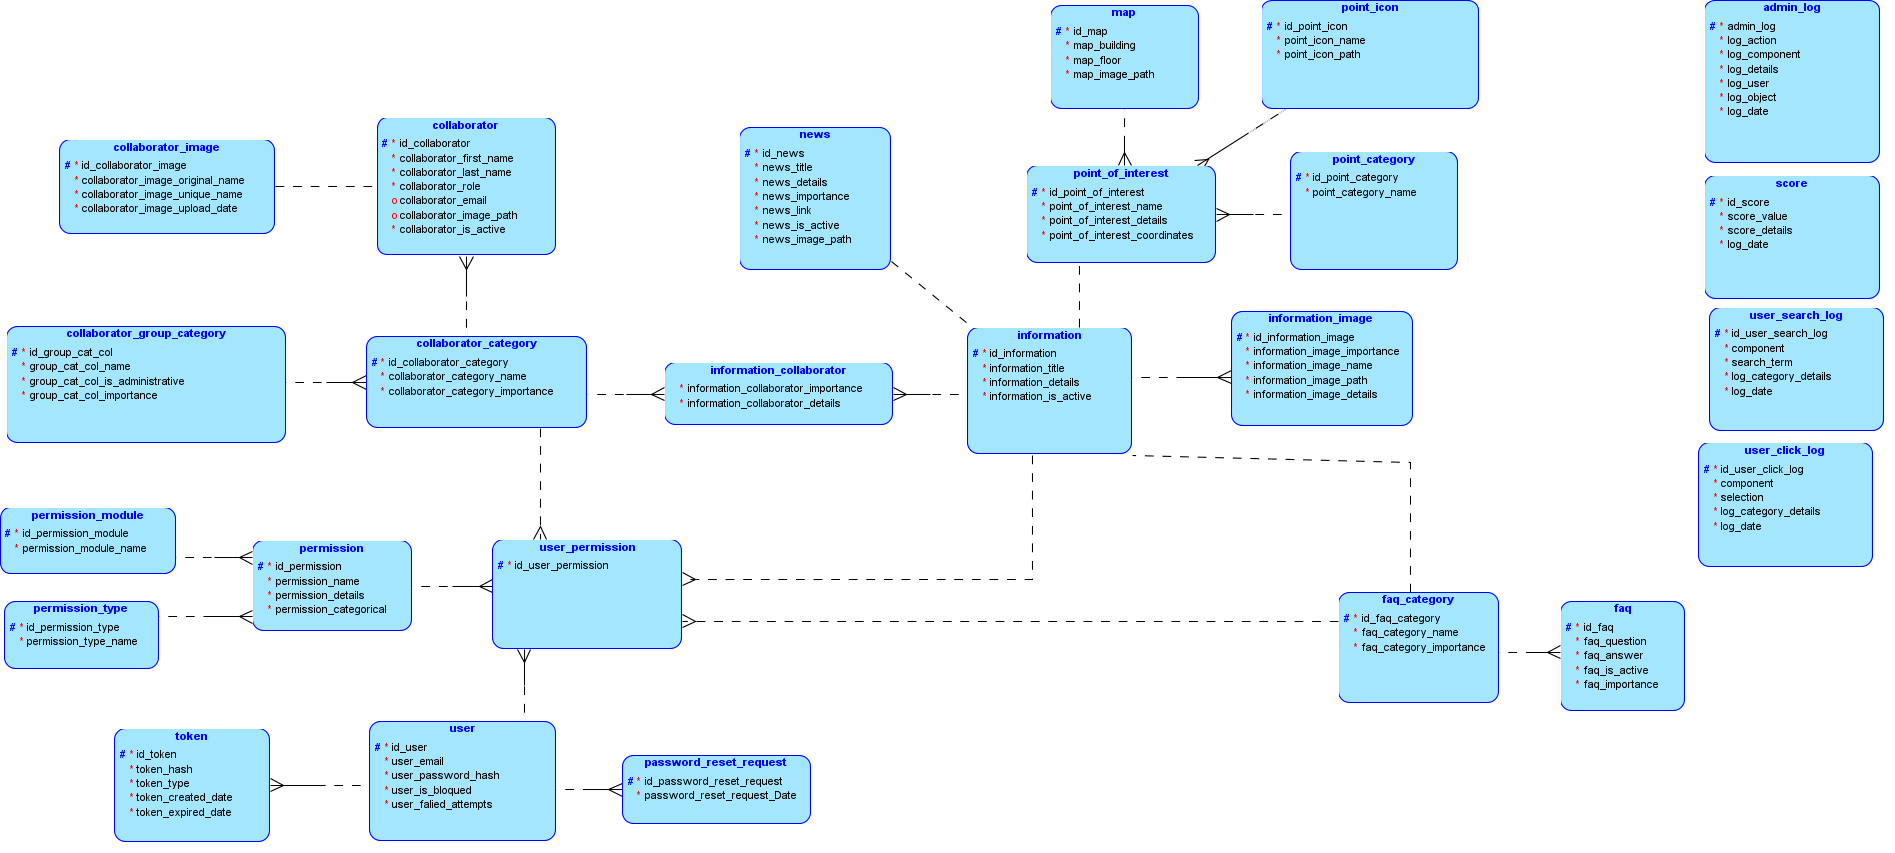 map
# * id_map
* map_building
* map_floor
* map_image_path
point_icon
# * id_point_icon
* point_icon_name
* point_icon_path
admin_log
# * admin_log
* log_action
* log_component
* log_details
* log_user
* log_object
* log_date
collaborator_image
# * id_collaborator_image
* collaborator_image_original_name
* collaborator_image_unique_name
* collaborator_image_upload_date
collaborator
# * id_collaborator
* collaborator_first_name
* collaborator_last_name
* collaborator_role
o collaborator_email
o collaborator_image_path
* collaborator_is_active
news
# * id_news
* news_title
* news_details
* news_importance
* news_link
* news_is_active
* news_image_path
point_of_interest
# * id_point_of_interest
* point_of_interest_name
* point_of_interest_details
* point_of_interest_coordinates
point_category
# * id_point_category
* point_category_name
score
# * id_score
* score_value
* score_details
* log_date
collaborator_group_category
# * id_group_cat_col
* group_cat_col_name
* group_cat_col_is_administrative
* group_cat_col_importance
collaborator_category
# * id_collaborator_category
* collaborator_category_name
* collaborator_category_importance
information_collaborator
* information_collaborator_importance
* information_collaborator_details
information
# * id_information
* information_title
* information_details
* information_is_active
information_image
# * id_information_image
* information_image_importance
* information_image_name
* information_image_path
* information_image_details
user_search_log
# * id_user_search_log
* component
* search_term
* log_category_details
* log_date
user_click_log
# * id_user_click_log
* component
* selection
* log_category_details
* log_date
permission_module
# * id_permission_module
* permission_module_name
permission
# * id_permission
* permission_name
* permission_details
* permission_categorical
user_permission
# * id_user_permission
permission_type
# * id_permission_type
* permission_type_name
faq_category
# * id_faq_category
* faq_category_name
* faq_category_importance
faq
# * id_faq
* faq_question
* faq_answer
* faq_is_active
* faq_importance
token
# * id_token
* token_hash
* token_type
* token_created_date
* token_expired_date
user
# * id_user
* user_email
* user_password_hash
* user_is_bloqued
* user_falied_attempts
password_reset_request
# * id_password_reset_request
* password_reset_request_Date